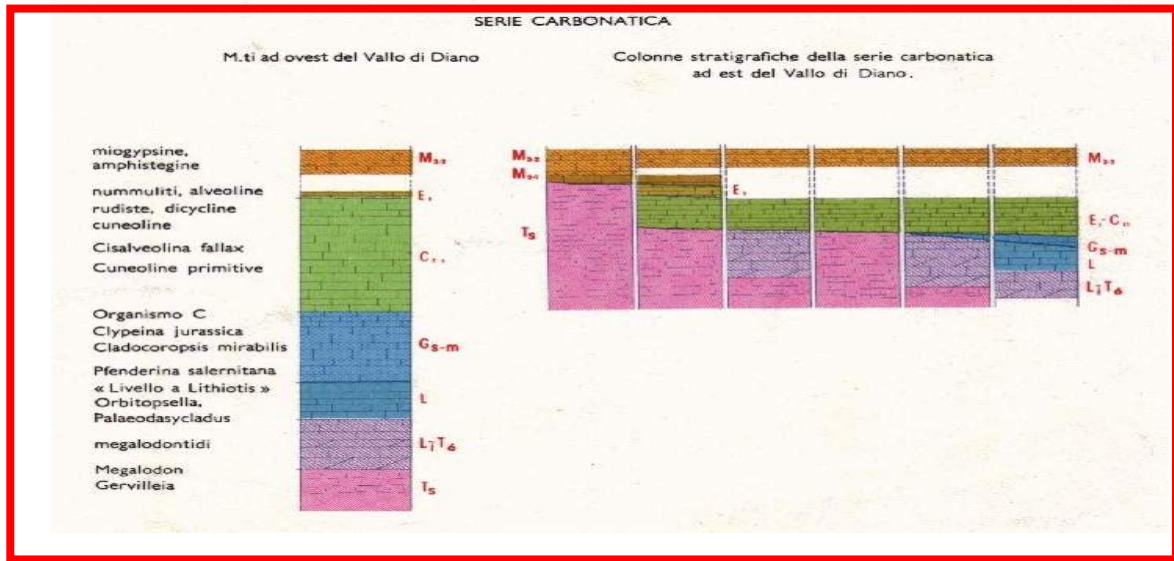 SERIE CARBONATICA
M.ti ad ovest del Vallo di Diano
Colonne stratigrafiche della serie carbonatica
ad est del Vallo di Diano.
miogypsine,
amphistegine
nummuliti, alveoline
rudiste, dicycline
cuneoline
Cisalveolina fallax
Cuneoline primitive
Organismo C
Clypeina jurassica
Cladocoropsis mirabilis
Pfenderina salernitana
« Livello a Lithiotis »
Orbitopsella,
Palaeodasycladus
megalodontidi
Megalodon
Gervilleia
Gs-m
L
Ts
Ts
Gs-m
L